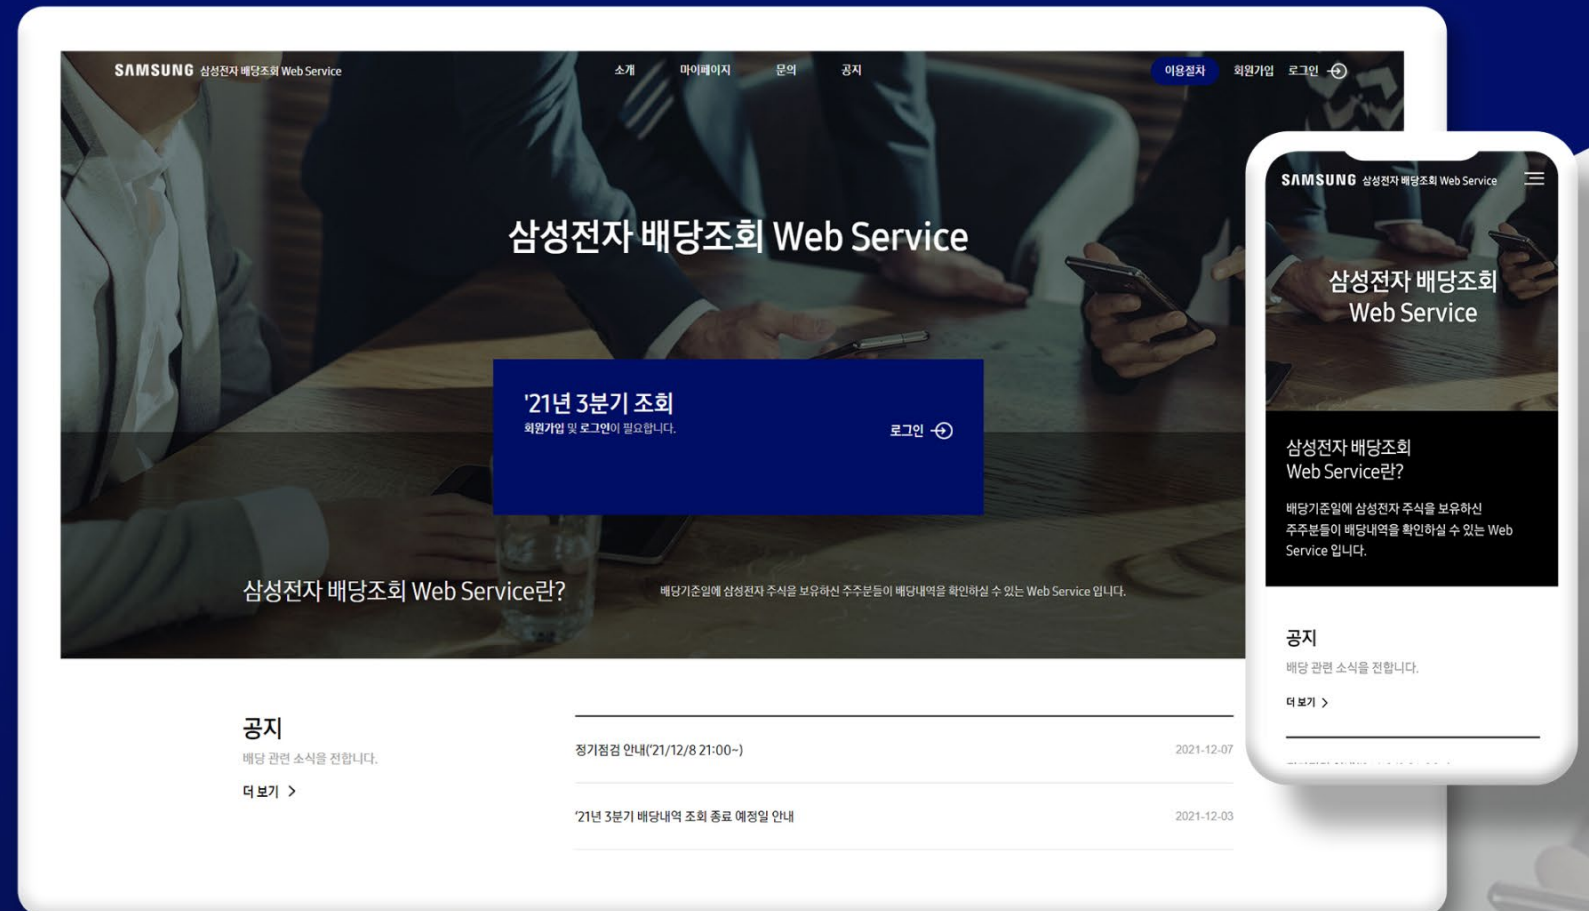 SAMSUNG 삼성전자 배당조회 Web Service
소개 마이페이지 문의 공지
이용절차 회원가입 로그인
삼성전자 배당조회 Web Service
'21년 3분기 조회
회원가입 및 로그인이 필요합니다.
로그인
삼성전자 배당조회 Web Service란?
배당기준일에 삼성전자 주식을 보유하신 주주분들이 배당내역을 확인하실 수 있는 Web Service 입니다.
공지
배당 관련 소식을 전합니다.
더 보기 >
정기점검 안내('21/12/8 21:00~)
2021-12-07
'21년 3분기 배당내역 조회 종료 예정일 안내
2021-12-03
SAMSUNG 삼성전자 배당조회 Web Service
삼성전자 배당조회
Web Service
삼성전자 배당조회
Web Service란?
배당기준일에 삼성전자 주식을 보유하신
주주분들이 배당내역을 확인하실 수 있는 Web
Service 입니다.
공지
배당 관련 소식을 전합니다.
더 보기 >